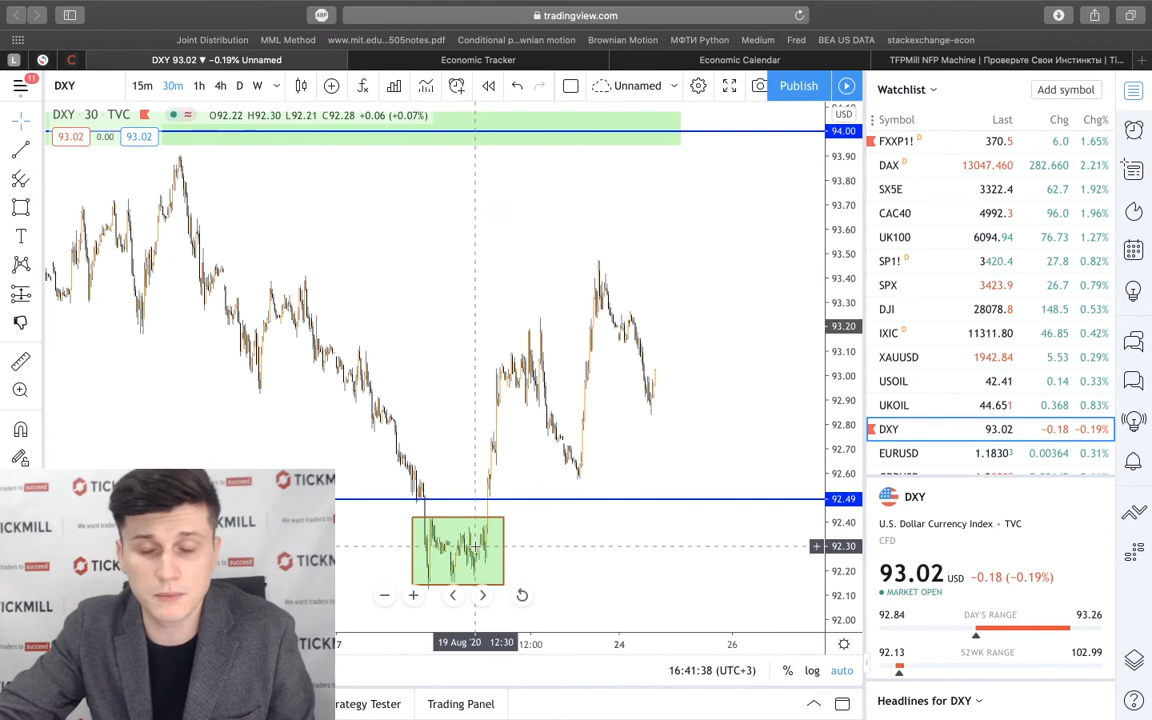 tradingview.com
Joint Distribution MML Method www.mit.edu...505notes.pdf Conditional p...wnian motion Brownian Motion МФТИ Python Medium Fred BEA US DATA stackexchange-econ
L C DXY 93.02 ▼ −0.19% Unnamed Economic Tracker Economic Calendar TFPMill NFP Machine | Проверьте Свои Инстинкты | Ti...
11 DXY 15m 30m 1h 4h D W Unnamed Publish
Watchlist Add symbol
DXY · 30 · TVC O92.22 H92.30 L92.21 C92.28 +0.06 (+0.07%)
93.02 0.00 93.02
USD
94.00
93.90
93.80
93.70
93.60
93.50
93.40
93.30
93.20
93.10
93.00
92.90
92.80
92.70
92.60
92.49
92.40
92.30
92.20
92.10
92.00
Symbol Last Chg Chg%
FXXP1! D 370.5 6.0 1.65%
DAX D 13047.460 282.660 2.21%
SX5E 3322.4 62.7 1.92%
CAC40 4992.3 96.0 1.96%
UK100 6094.94 76.73 1.27%
SP1! D 3420.4 27.8 0.82%
SPX 3423.9 26.7 0.79%
DJI 28078.8 148.5 0.53%
IXIC D 11311.80 46.85 0.42%
XAUUSD 1942.84 5.53 0.29%
USOIL 42.41 0.14 0.33%
UKOIL 44.651 0.368 0.83%
DXY 93.02 −0.18 −0.19%
EURUSD 1.18303 0.00364 0.31%
DXY
U.S. Dollar Currency Index · TVC
CFD
93.02 USD −0.18 (−0.19%)
MARKET OPEN
92.84 DAY'S RANGE 93.26
92.13 52WK RANGE 102.99
Headlines for DXY
7 19 Aug '20 12:30 12:00 24 26
16:41:38 (UTC+3) % log auto
rategy Tester Trading Panel
TICKMILL